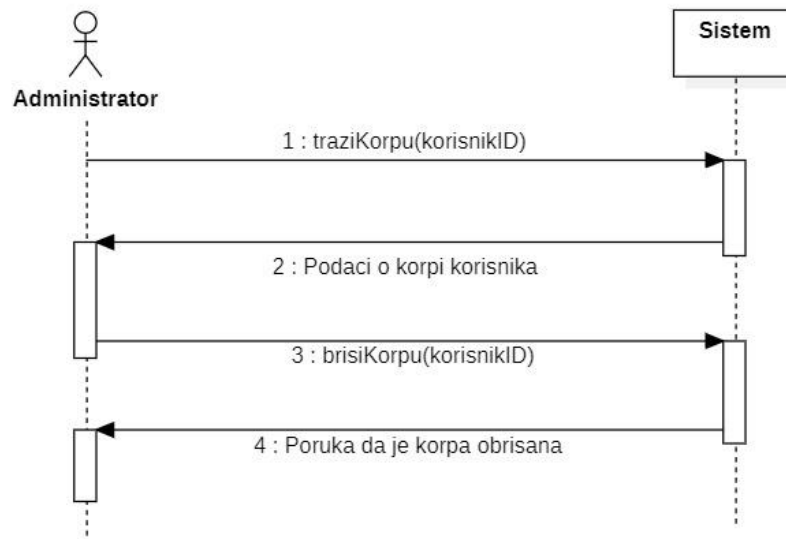 Sistem
Administrator
1 : traziKorpu(korisnikID)
2 : Podaci o korpi korisnika
3 : brisiKorpu(korisnikID)
4 : Poruka da je korpa obrisana